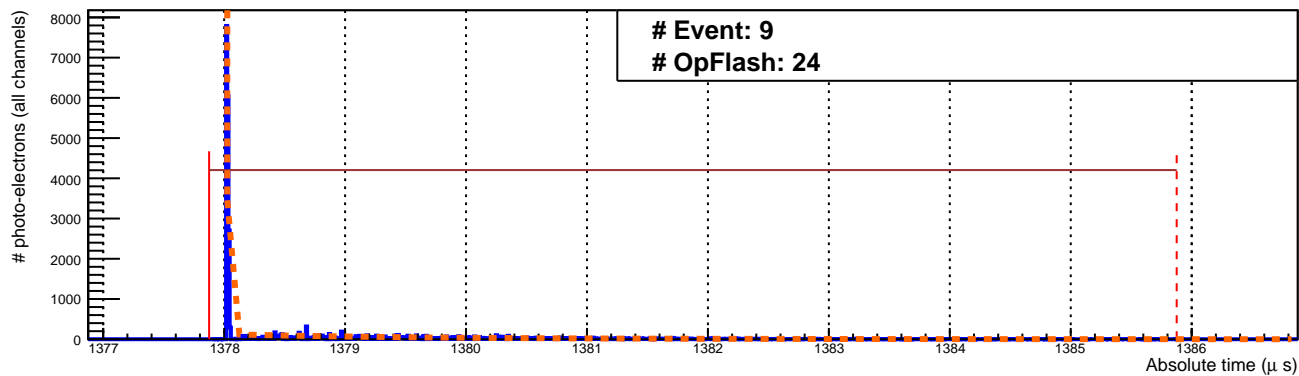 # Event: 9
# OpFlash: 24
# photo-electrons (all channels)
8000
7000
6000
5000
4000
3000
2000
1000
0
1377 1378 1379 1380 1381 1382 1383 1384 1385 1386
Absolute time (μ s)